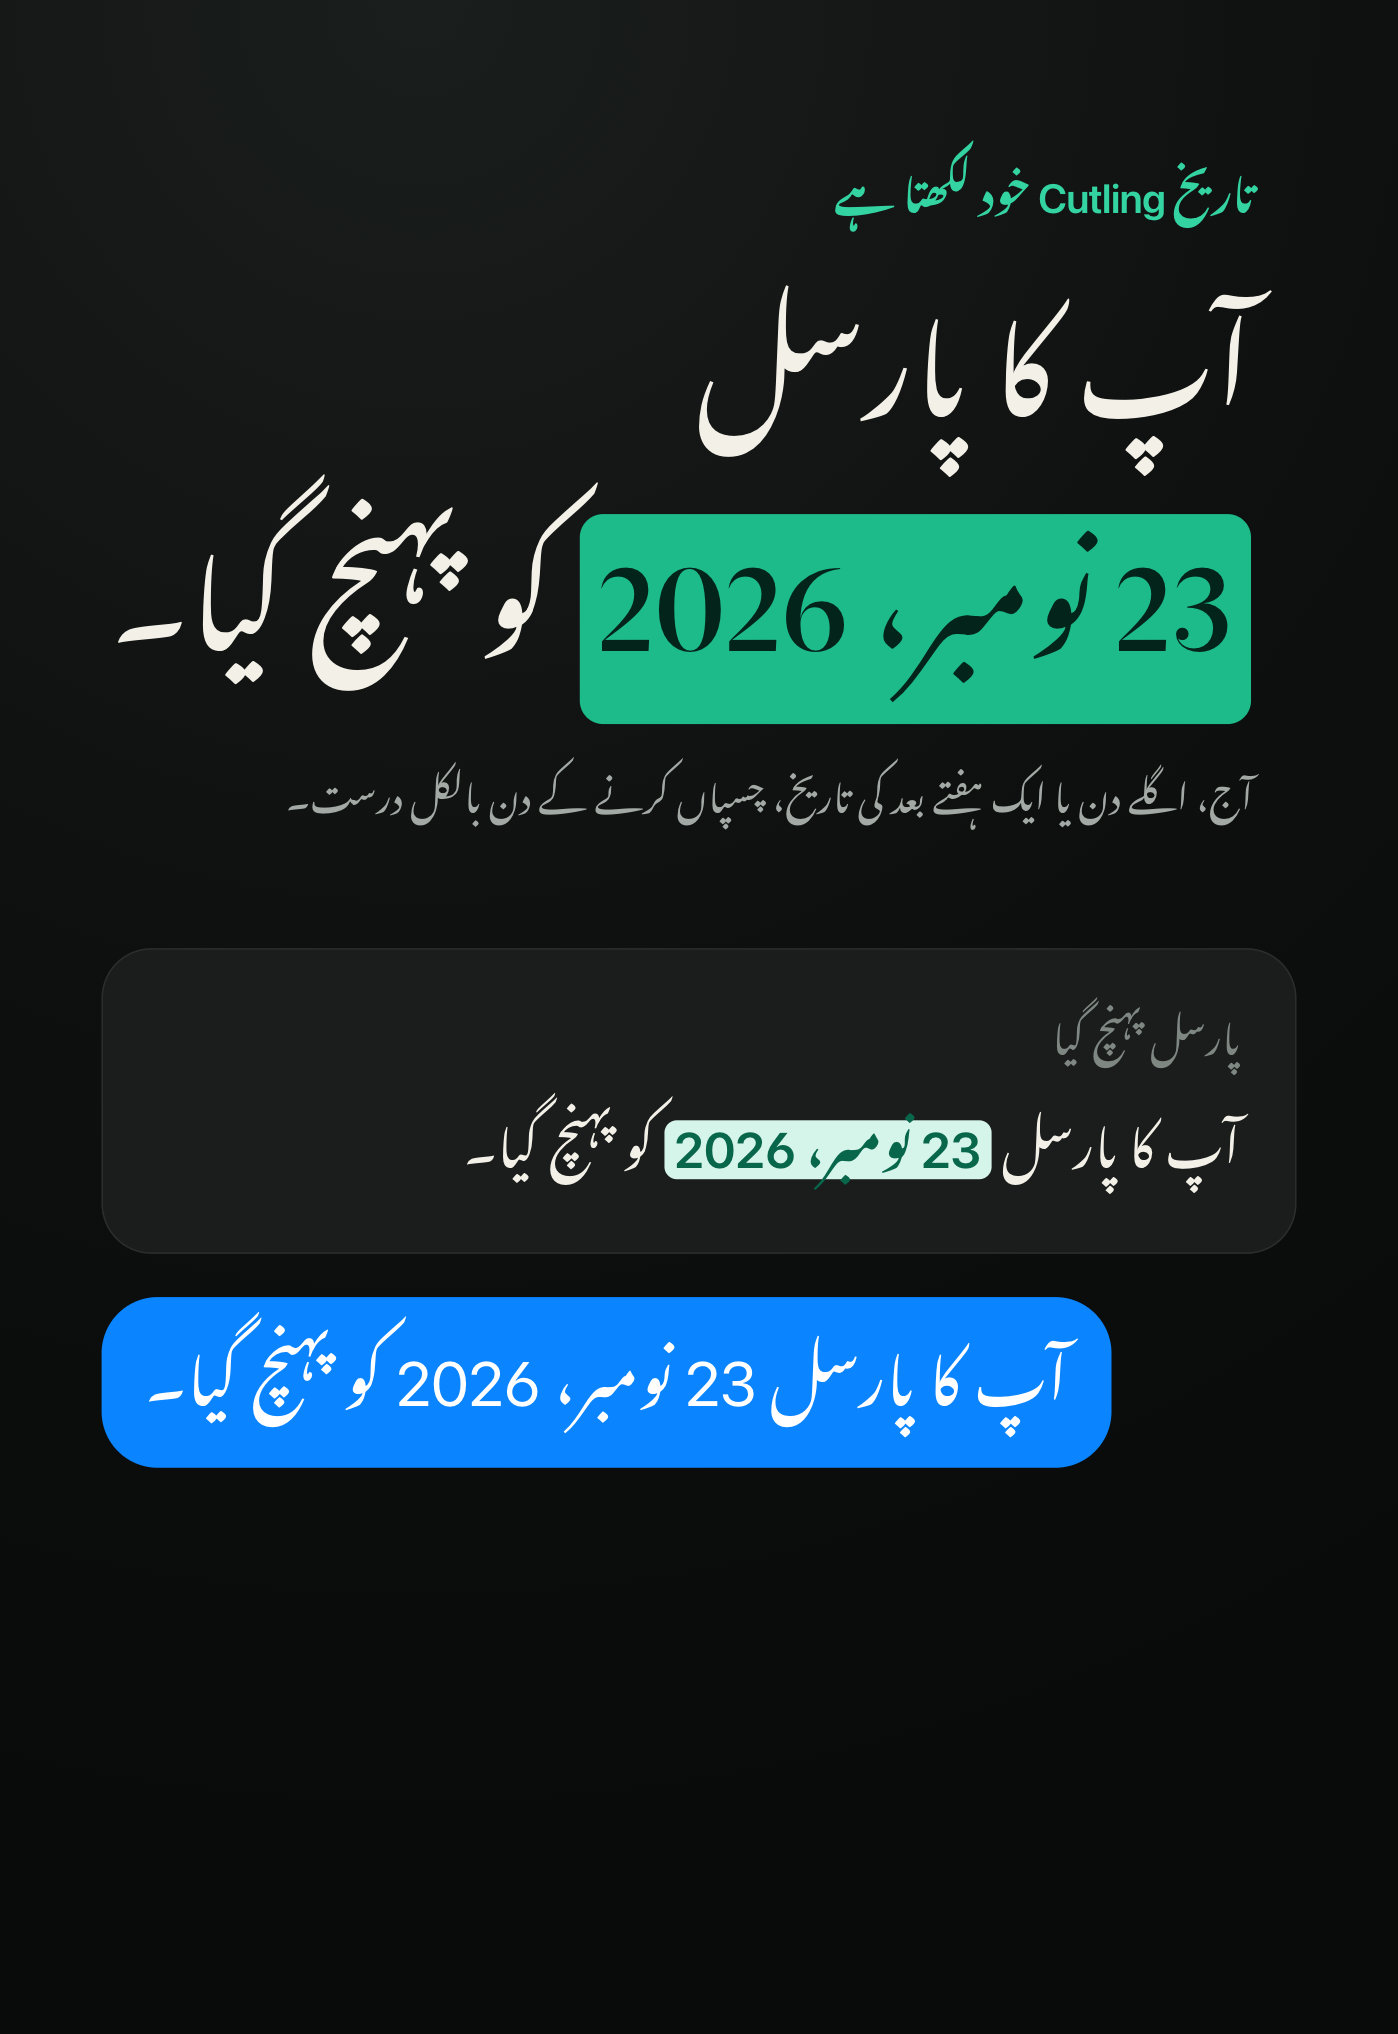 تاریخ Cutling خود لکھتا ہے
آپ کا پارسل
23 نومبر، 2026 کو پہنچ گیا۔
آج، اگلے دن یا ایک ہفتے بعد کی تاریخ، چسپاں کرنے کے دن بالکل درست۔
پارسل پہنچ گیا
آپ کا پارسل 23 نومبر، 2026 کو پہنچ گیا۔
آپ کا پارسل 23 نومبر، 2026 کو پہنچ گیا۔